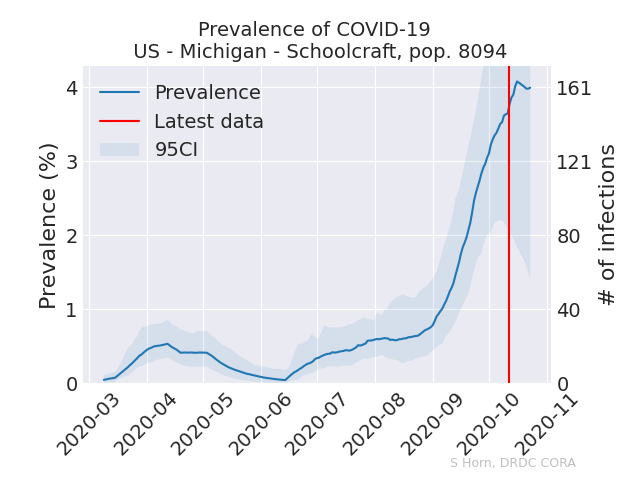 Prevalence of COVID-19
US - Michigan - Schoolcraft, pop. 8094
Prevalence
Latest data
95CI
Prevalence (%)
4
3
2
1
0
161
121
80
40
0
# of infections
2020-03
2020-04
2020-05
2020-06
2020-07
2020-08
2020-09
2020-10
2020-11
S Horn, DRDC CORA